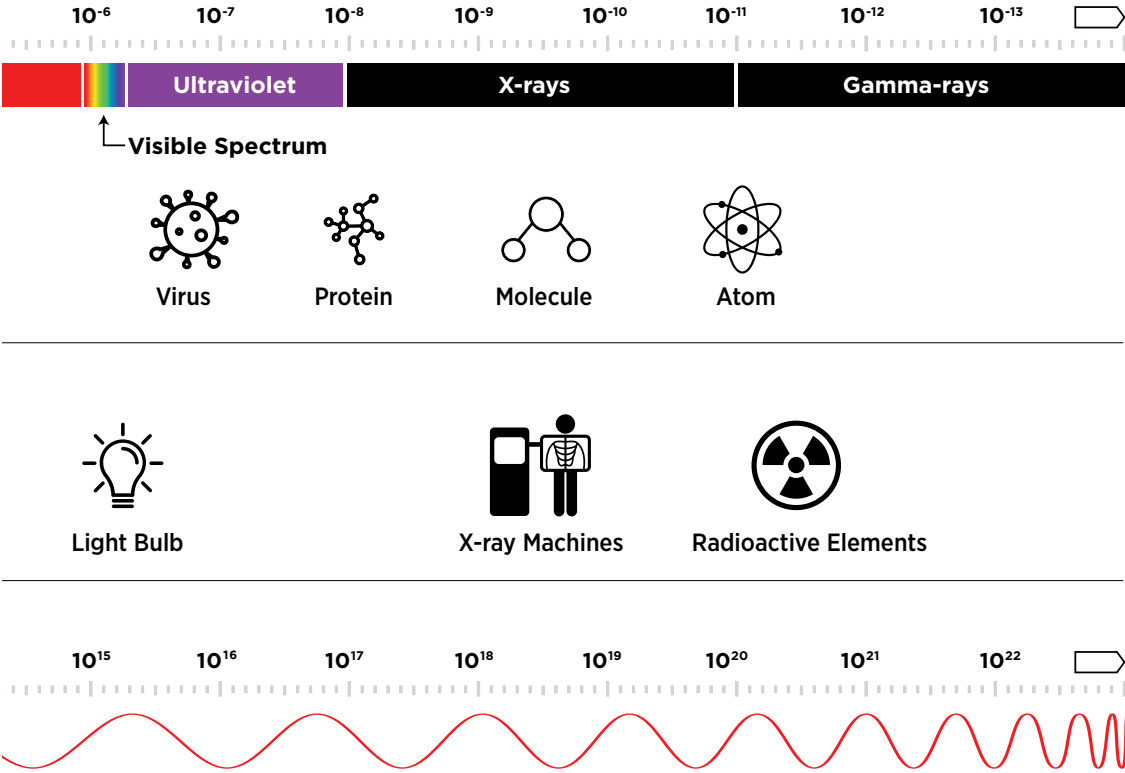 10⁻⁶ 10⁻⁷ 10⁻⁸ 10⁻⁹ 10⁻¹⁰ 10⁻¹¹ 10⁻¹² 10⁻¹³
Ultraviolet X-rays Gamma-rays
Visible Spectrum
Virus Protein Molecule Atom
Light Bulb X-ray Machines Radioactive Elements
10¹⁵ 10¹⁶ 10¹⁷ 10¹⁸ 10¹⁹ 10²⁰ 10²¹ 10²²